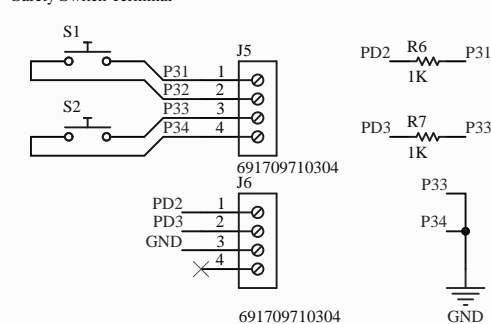 Safety Switch Terminal
S1
P31 1
P32 2
P33 3
P34 4
S2
J5
691709710304
J6
PD2 1
PD3 2
GND 3
4
691709710304
PD2 R6 P31
1K
PD3 R7 P33
1K
P33
P34
GND